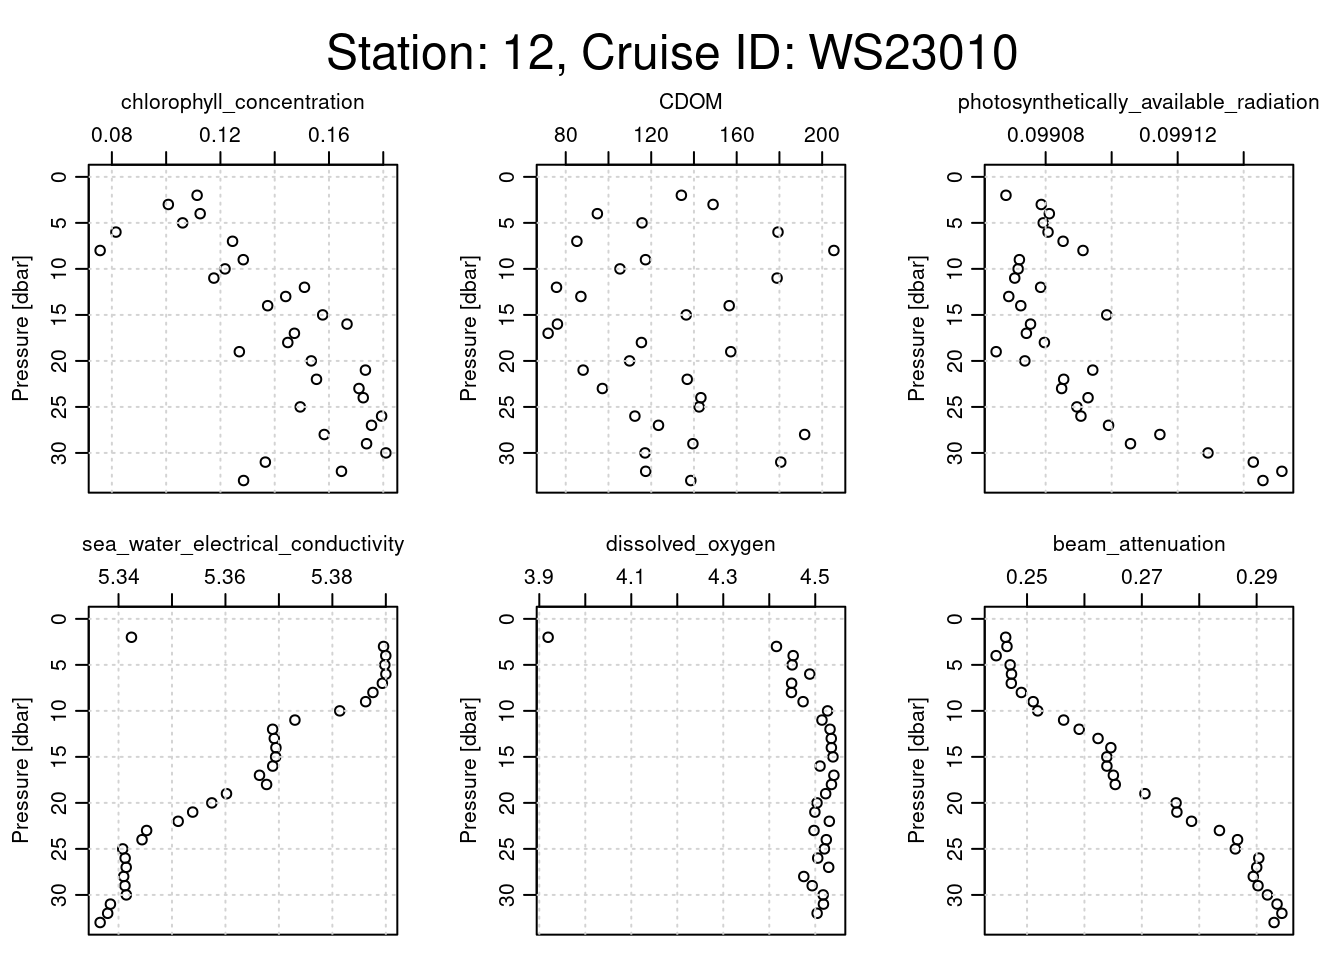 Station: 12, Cruise ID: WS23010
chlorophyll_concentration
0.08 0.12 0.16
0 5 10 15 20 25 30
Pressure [dbar]
CDOM
80 120 160 200
0 5 10 15 20 25 30
Pressure [dbar]
photosynthetically_available_radiation
0.099108 0.09912
0 5 10 15 20 25 30
Pressure [dbar]
sea_water_electrical_conductivity
5.34 5.36 5.38
0 5 10 15 20 25 30
Pressure [dbar]
dissolved_oxygen
3.9 4.1 4.3 4.5
0 5 10 15 20 25 30
Pressure [dbar]
beam_attenuation
0.25 0.27 0.29
0 5 10 15 20 25 30
Pressure [dbar]